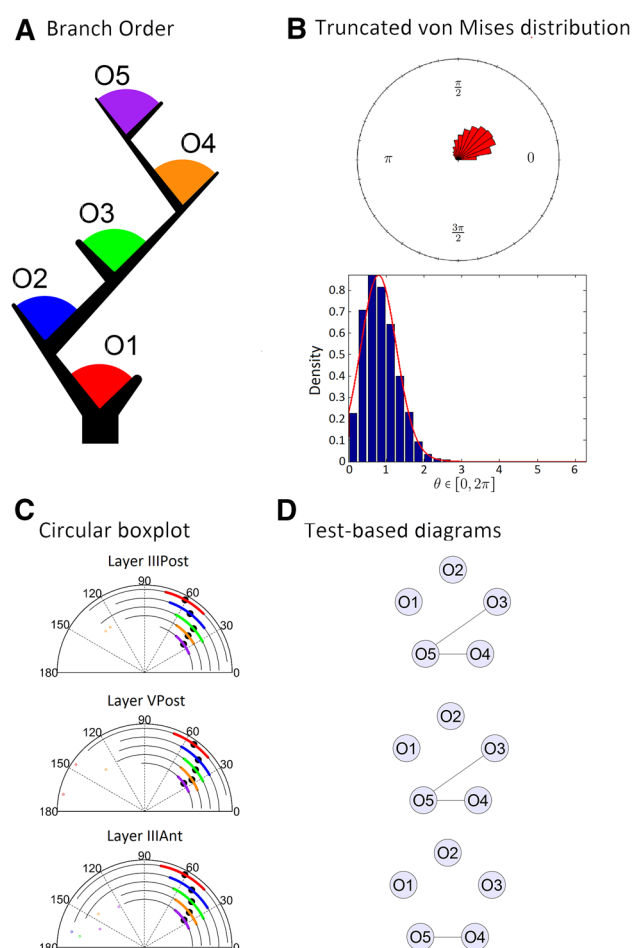 A Branch Order
O5
O4
O3
O2
O1
B Truncated von Mises distribution
π/2
π 0
3π/2
0.8
0.7
0.6
0.5
0.4
0.3
0.2
0.1
0
Density
0 1 2 3 4 5 6
θ ∈ [0, 2π]
C Circular boxplot
Layer IIIPost
90
120 60
150 30
180 0
Layer VPost
90
120 60
150 30
180 0
Layer IIIAnt
90
120 60
150 30
180 0
D Test-based diagrams
O2
O1 O3
O5 O4
O2
O1 O3
O5 O4
O2
O1 O3
O5 O4